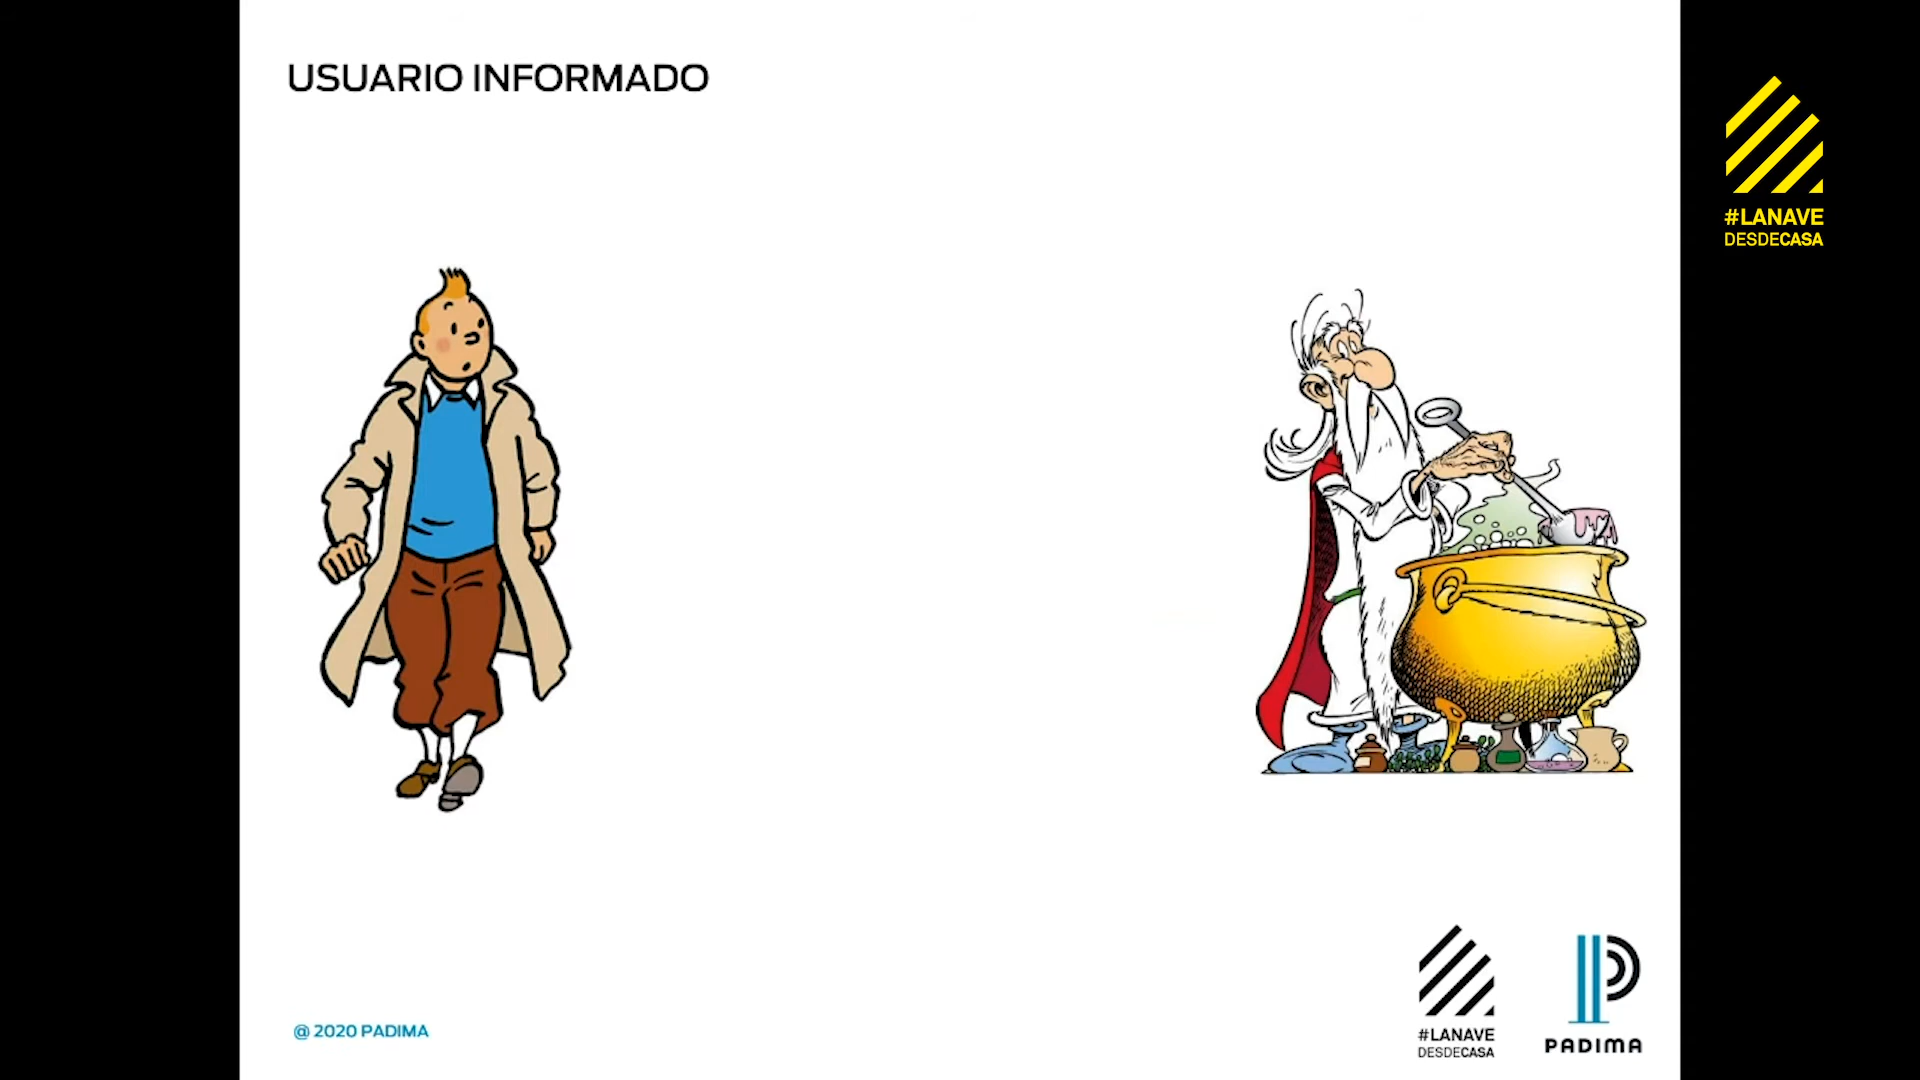 USUARIO INFORMADO
#LANAVE
DESDECASA
@ 2020 PADIMA
#LANAVE
DESDECASA
PADIMA